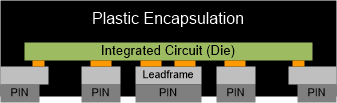 Plastic Encapsulation
Integrated Circuit (Die)
Leadframe
PIN PIN PIN PIN PIN